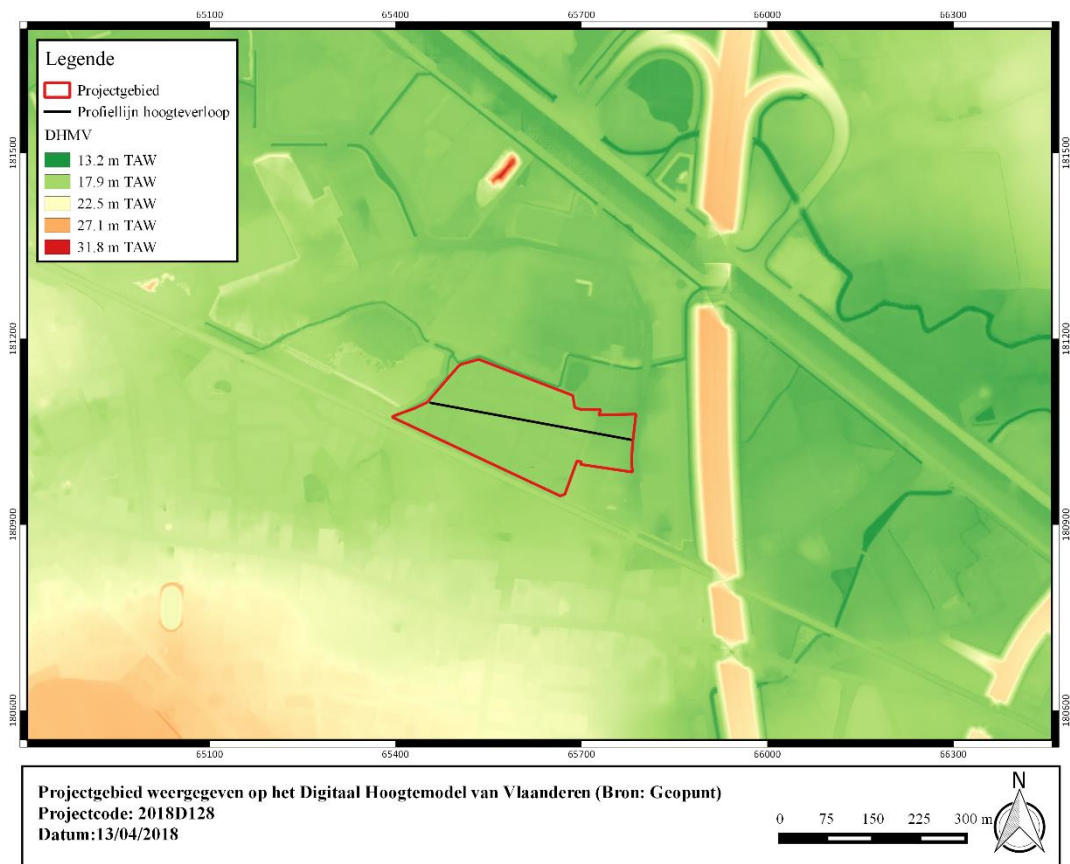 65100 65400 65700 66000 66300
Legende
Projectgebied
Profiellijn hoogteverloop
DHMV
13.2 m TAW
17.9 m TAW
22.5 m TAW
27.1 m TAW
31.8 m TAW
181500 181500
181200 181200
180900 180900
180600 180600
65100 65400 65700 66000 66300
Projectgebied weergegeven op het Digitaal Hoogtemodel van Vlaanderen (Bron: Geopunt)
Projectcode: 2018D128
Datum:13/04/2018
0 75 150 225 300 m
N